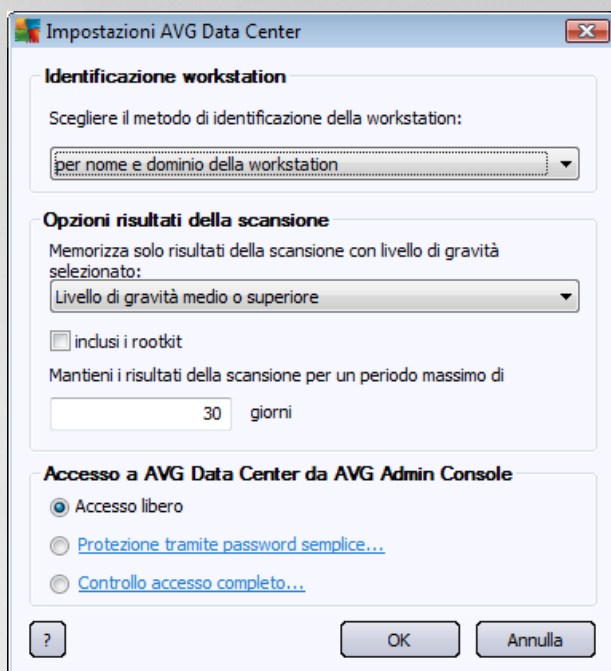 Impostazioni AVG Data Center
Identificazione workstation
Scegliere il metodo di identificazione della workstation:
per nome e dominio della workstation
Opzioni risultati della scansione
Memorizza solo risultati della scansione con livello di gravità
selezionato:
Livello di gravità medio o superiore
inclusi i rootkit
Mantieni i risultati della scansione per un periodo massimo di
30 giorni
Accesso a AVG Data Center da AVG Admin Console
Accesso libero
Protezione tramite password semplice...
Controllo accesso completo...
? OK Annulla